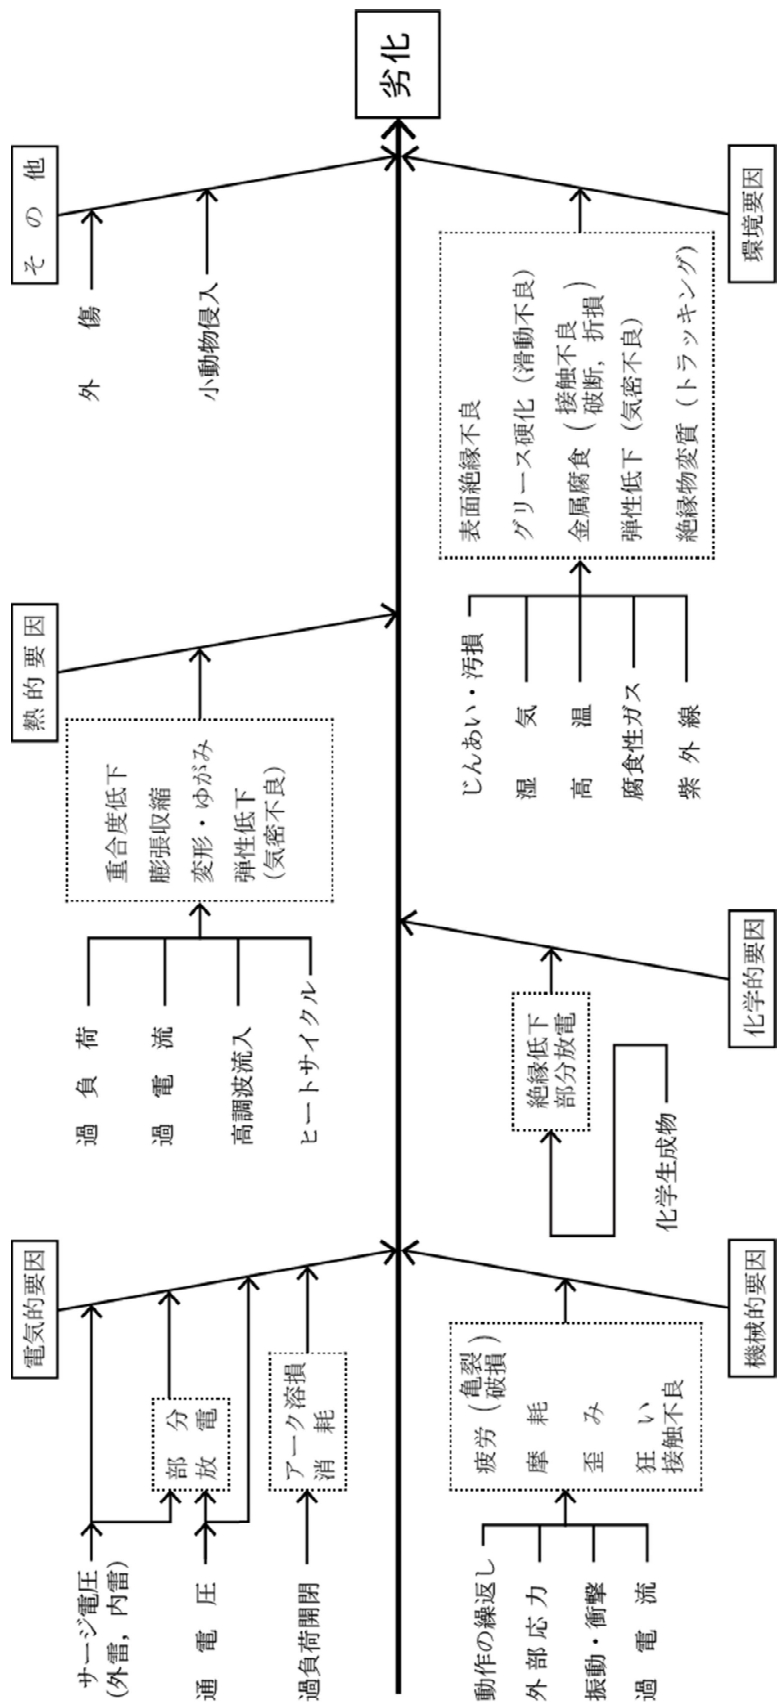 劣化
電気的要因
サージ電圧
(外雷，内雷)
部分
放電
通電圧
アーク溶損
消耗
過負荷開閉
熱的要因
過負荷
過電流
高調波流入
ヒートサイクル
重合度低下
膨張収縮
変形・ゆがみ
弾性低下
(気密不良)
その他
外傷
小動物侵入
機械的要因
動作の繰返し
外部応力
振動・衝撃
過電流
疲労(亀裂
破損)
摩耗
歪み
狂い
接触不良
化学的要因
絶縁低下
部分放電
化学生成物
環境要因
じんあい・汚損
湿気
高温
腐食性ガス
紫外線
表面絶縁不良
グリース硬化(滑動不良)
金属腐食(接触不良
破断，折損)
弾性低下(気密不良)
絶縁物変質(トラッキング)